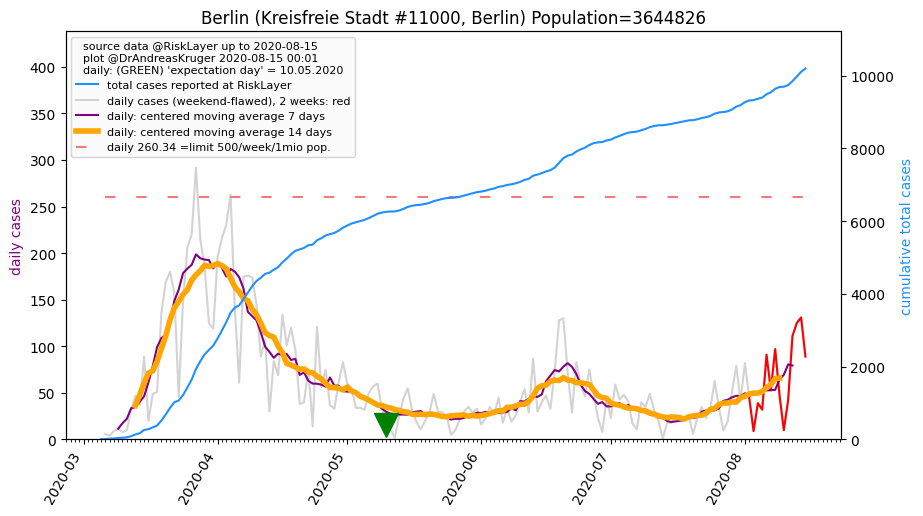 Berlin (Kreisfreie Stadt #11000, Berlin) Population=3644826
source data @RiskLayer up to 2020-08-15
plot @DrAndreasKruger 2020-08-15 00:01
daily: (GREEN) 'expectation day' = 10.05.2020
total cases reported at RiskLayer
daily cases (weekend-flawed), 2 weeks: red
daily: centered moving average 7 days
daily: centered moving average 14 days
daily 260.34 =limit 500/week/1mio pop.
daily cases
400
350
300
250
200
150
100
50
0
cumulative total cases
10000
8000
6000
4000
2000
0
2020-03
2020-04
2020-05
2020-06
2020-07
2020-08